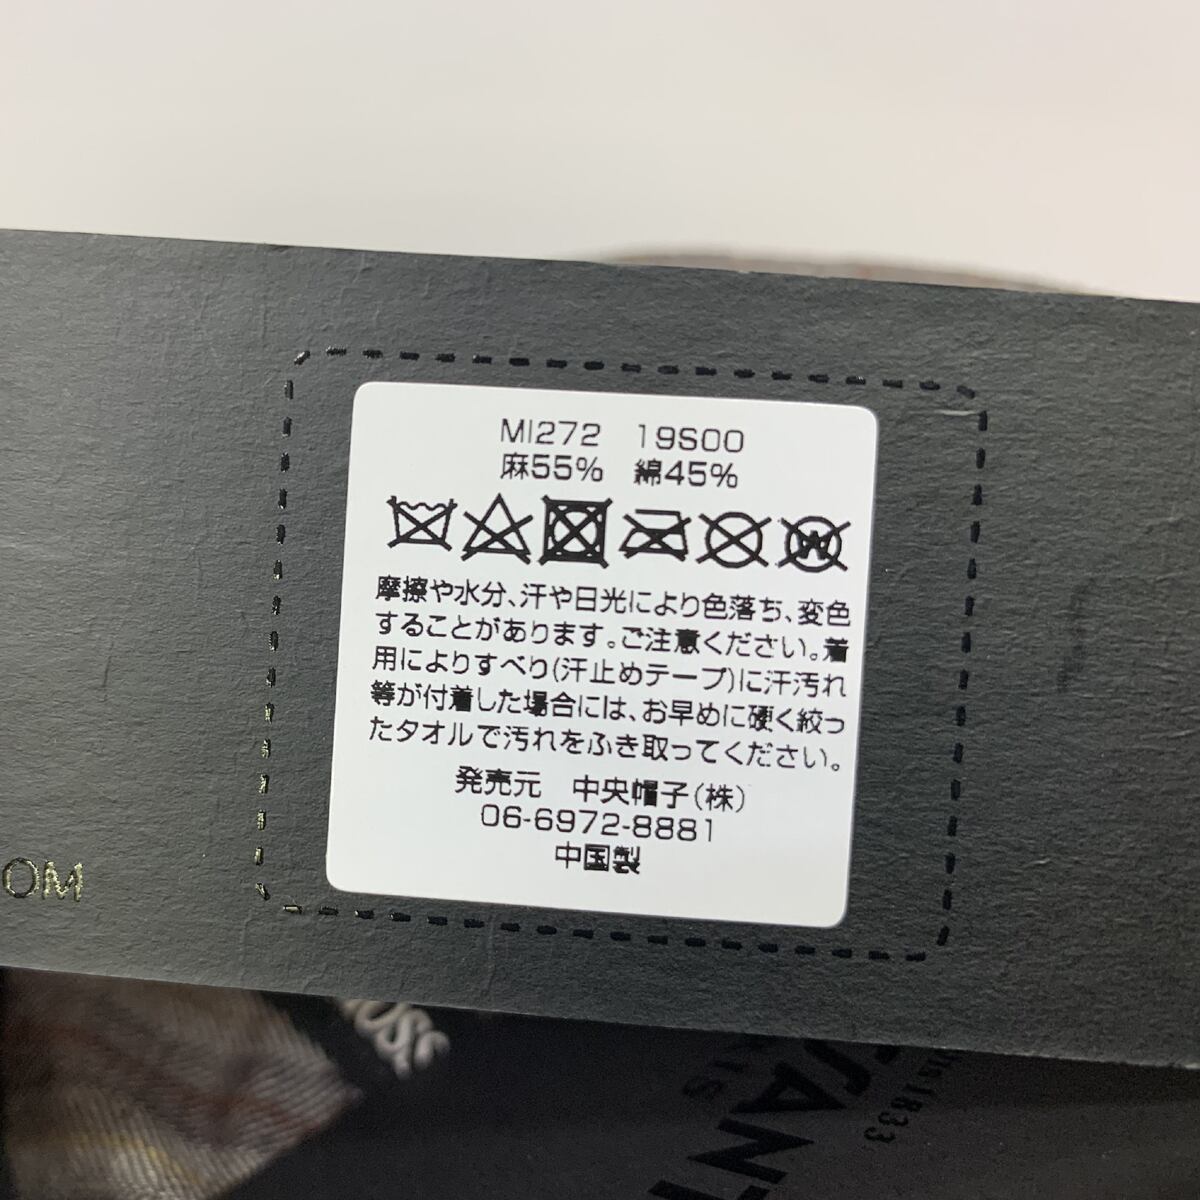 MI272 19S00
麻55% 綿45%
W
摩擦や水分、汗や日光により色落ち、変色
することがあります。ご注意ください。着
用によりすべり(汗止めテープ)に汗汚れ
等が付着した場合には、お早めに硬く絞っ
たタオルで汚れをふき取ってください。
発売元 中央帽子(株)
06-6972-8881
中国製
OM
1833